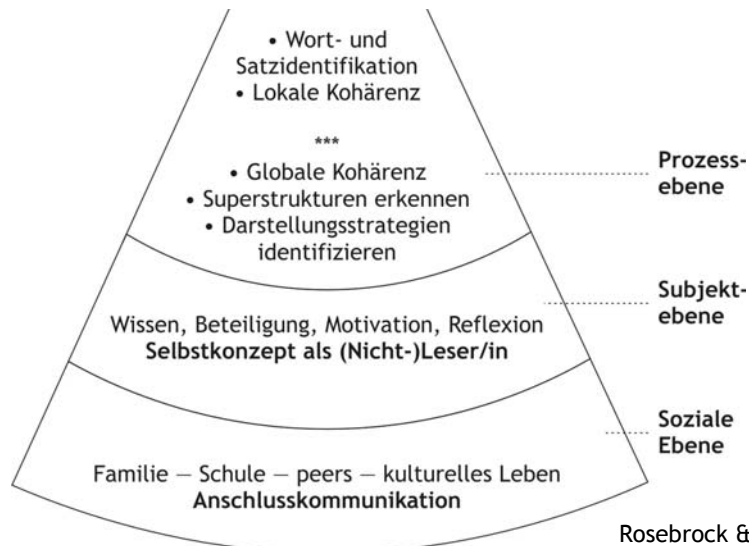 • Wort- und
Satzidentifikation
• Lokale Kohärenz
***
• Globale Kohärenz
• Superstrukturen erkennen
• Darstellungsstrategien
identifizieren
Prozess-
ebene
Wissen, Beteiligung, Motivation, Reflexion
Selbstkonzept als (Nicht-)Leser/in
Subjekt-
ebene
Familie – Schule – peers – kulturelles Leben
Anschlusskommunikation
Soziale
Ebene
Rosebrock &